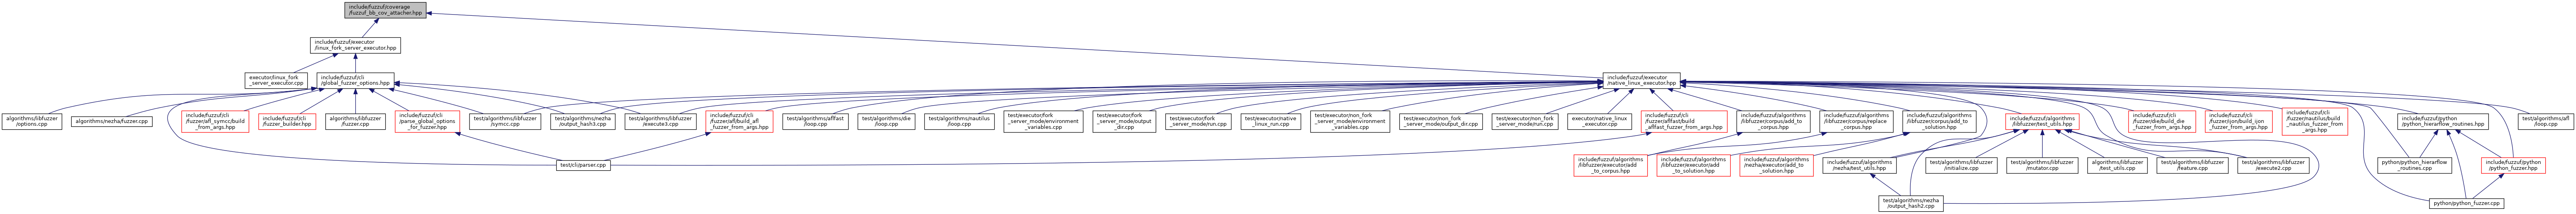 include/fuzzuf/coverage
/fuzzuf_bb_cov_attacher.hpp
include/fuzzuf/executor
/linux_fork_server_executor.hpp
executor/linux_fork
_server_executor.cpp
include/fuzzuf/cli
/global_fuzzer_options.hpp
include/fuzzuf/executor
/native_linux_executor.hpp
algorithms/libfuzzer
/options.cpp
algorithms/nezha/fuzzer.cpp
include/fuzzuf/cli
/fuzzer/afl_symcc/build
_from_args.hpp
include/fuzzuf/cli
/fuzzer_builder.hpp
algorithms/libfuzzer
/fuzzer.cpp
include/fuzzuf/cli
/parse_global_options
_for_fuzzer.hpp
test/algorithms/libfuzzer
/symcc.cpp
test/algorithms/nezha
/output_hash3.cpp
test/algorithms/libfuzzer
/execute3.cpp
include/fuzzuf/cli
/fuzzer/afl/build_afl
_fuzzer_from_args.hpp
test/algorithms/aflfast
/loop.cpp
test/algorithms/die
/loop.cpp
test/algorithms/nautilus
/loop.cpp
test/executor/fork
_server_mode/environment
_variables.cpp
test/executor/fork
_server_mode/output
_dir.cpp
test/executor/fork
_server_mode/run.cpp
test/executor/native
_linux_run.cpp
test/executor/non_fork
_server_mode/environment
_variables.cpp
test/executor/non_fork
_server_mode/output_dir.cpp
test/executor/non_fork
_server_mode/run.cpp
executor/native_linux
_executor.cpp
include/fuzzuf/cli
/fuzzer/aflfast/build
_aflfast_fuzzer_from_args.hpp
include/fuzzuf/algorithms
/libfuzzer/corpus/add_to
_corpus.hpp
include/fuzzuf/algorithms
/libfuzzer/corpus/replace
_corpus.hpp
include/fuzzuf/algorithms
/libfuzzer/corpus/add_to
_solution.hpp
include/fuzzuf/algorithms
/libfuzzer/test_utils.hpp
include/fuzzuf/cli
/fuzzer/die/build_die
_fuzzer_from_args.hpp
include/fuzzuf/cli
/fuzzer/ijon/build_ijon
_fuzzer_from_args.hpp
include/fuzzuf/cli
/fuzzer/nautilus/build
_nautilus_fuzzer_from
_args.hpp
include/fuzzuf/python
/python_hierarflow_routines.hpp
test/algorithms/afl
/loop.cpp
test/cli/parser.cpp
include/fuzzuf/algorithms
/libfuzzer/executor/add
_to_corpus.hpp
include/fuzzuf/algorithms
/libfuzzer/executor/add
_to_solution.hpp
include/fuzzuf/algorithms
/nezha/executor/add_to
_solution.hpp
include/fuzzuf/algorithms
/nezha/test_utils.hpp
test/algorithms/libfuzzer
/initialize.cpp
test/algorithms/libfuzzer
/mutator.cpp
algorithms/libfuzzer
/test_utils.cpp
test/algorithms/libfuzzer
/feature.cpp
test/algorithms/libfuzzer
/execute2.cpp
python/python_hierarflow
_routines.cpp
include/fuzzuf/python
/python_fuzzer.hpp
test/algorithms/nezha
/output_hash2.cpp
python/python_fuzzer.cpp